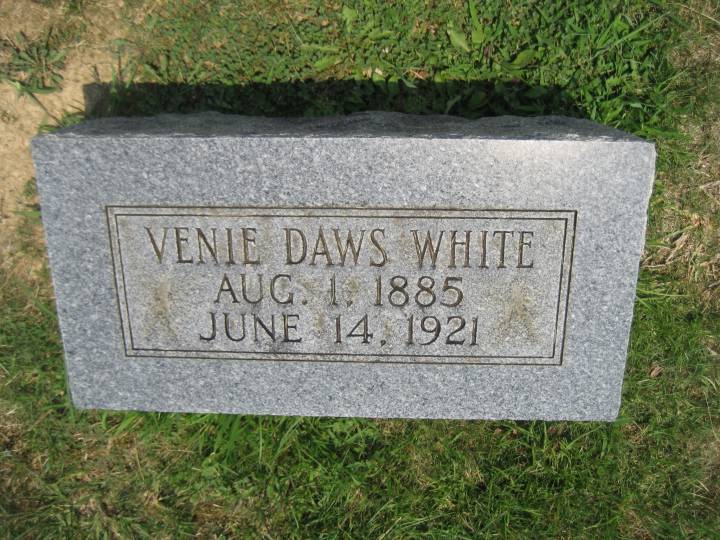 VENIE DAWS WHITE
AUG. 1, 1885
JUNE 14, 1921